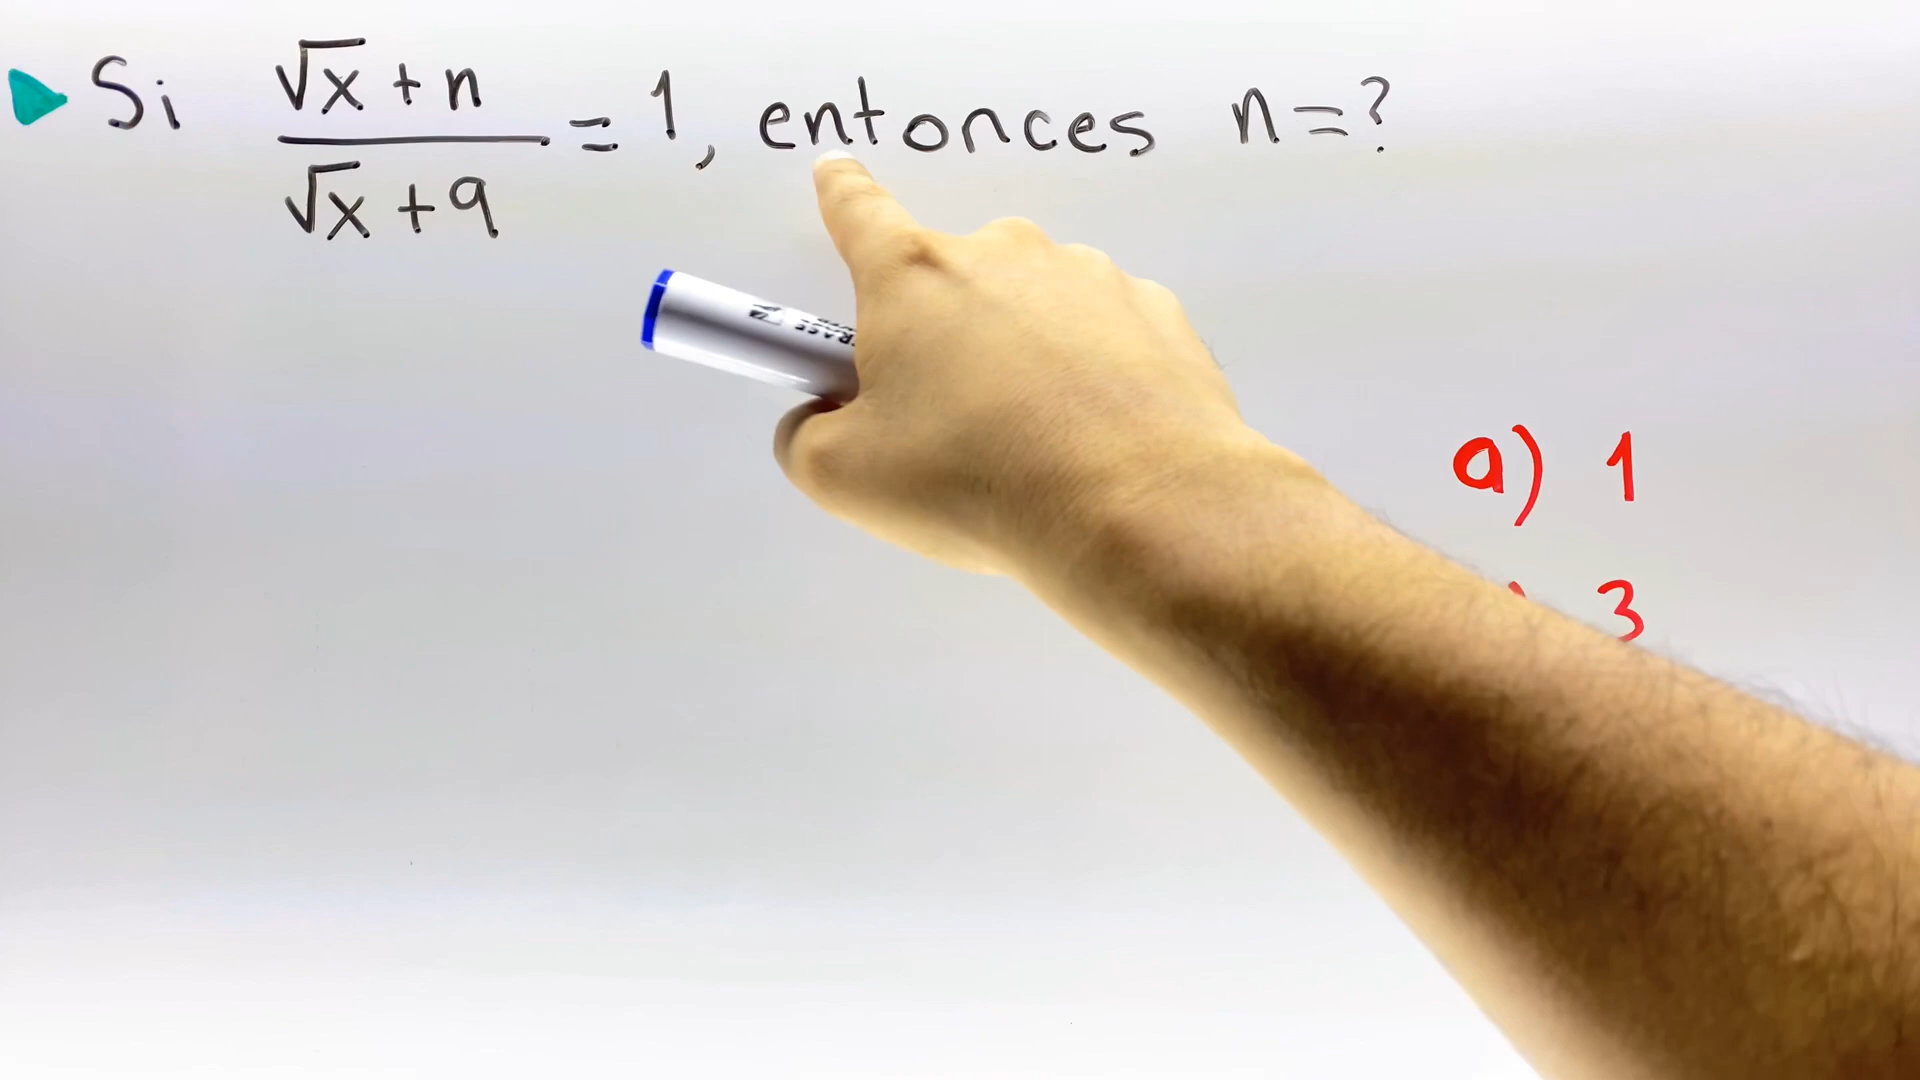 Si √x + n / √x + 9 = 1, entonces n = ?
a) 1
) 3